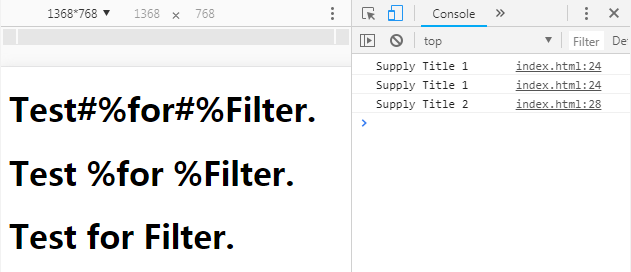 1368*768 ▼ 1368 × 768
Console »
top ▼ Filter De
Supply Title 1 index.html:24
Supply Title 1 index.html:24
Supply Title 2 index.html:28
>
Test#%for#%Filter.
Test %for %Filter.
Test for Filter.